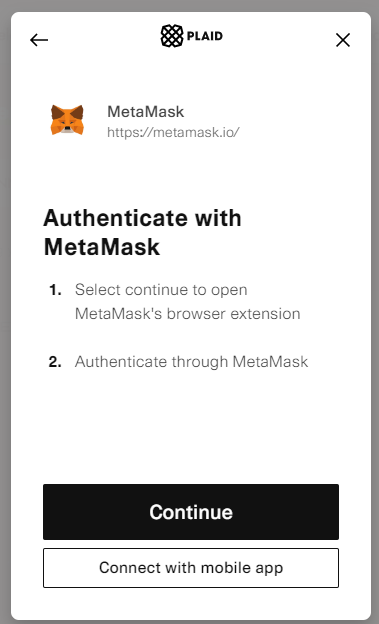 PLAID
MetaMask
https://metamask.io/
Authenticate with
MetaMask
1. Select continue to open
MetaMask's browser extension
2. Authenticate through MetaMask
Continue
Connect with mobile app